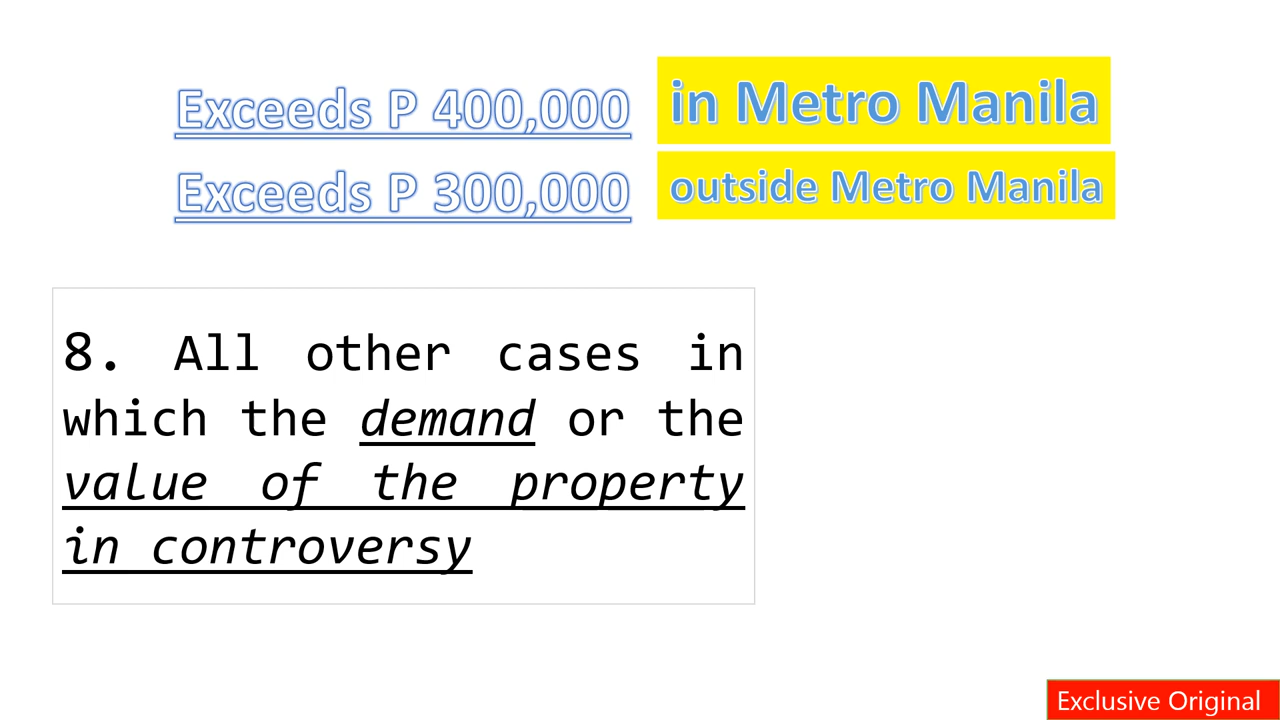 Exceeds P 400,000 in Metro Manila
Exceeds P 300,000 outside Metro Manila
8. All other cases in
which the demand or the
value of the property
in controversy
Exclusive Original